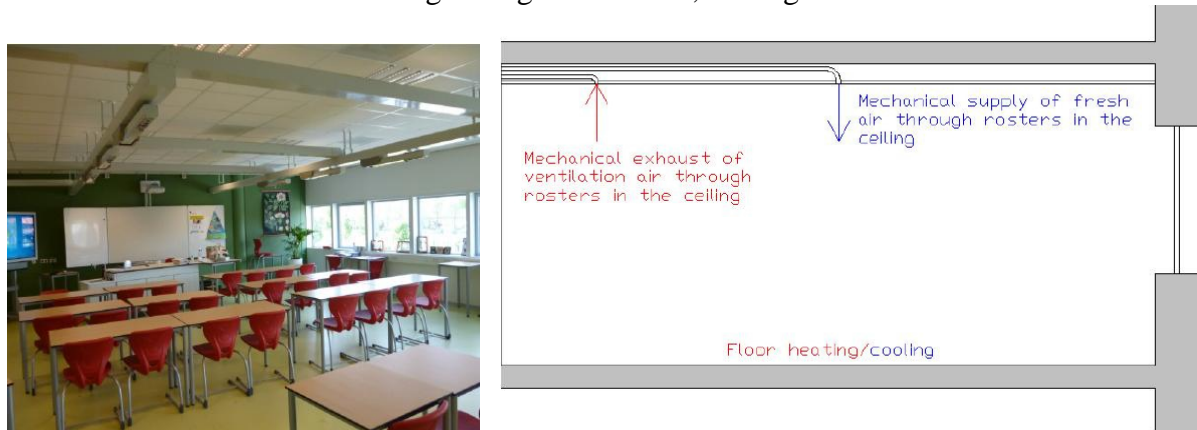 Mechanical supply of fresh
air through rosters in the
ceiling
Mechanical exhaust of
ventilation air through
rosters in the ceiling
Floor heating/cooling